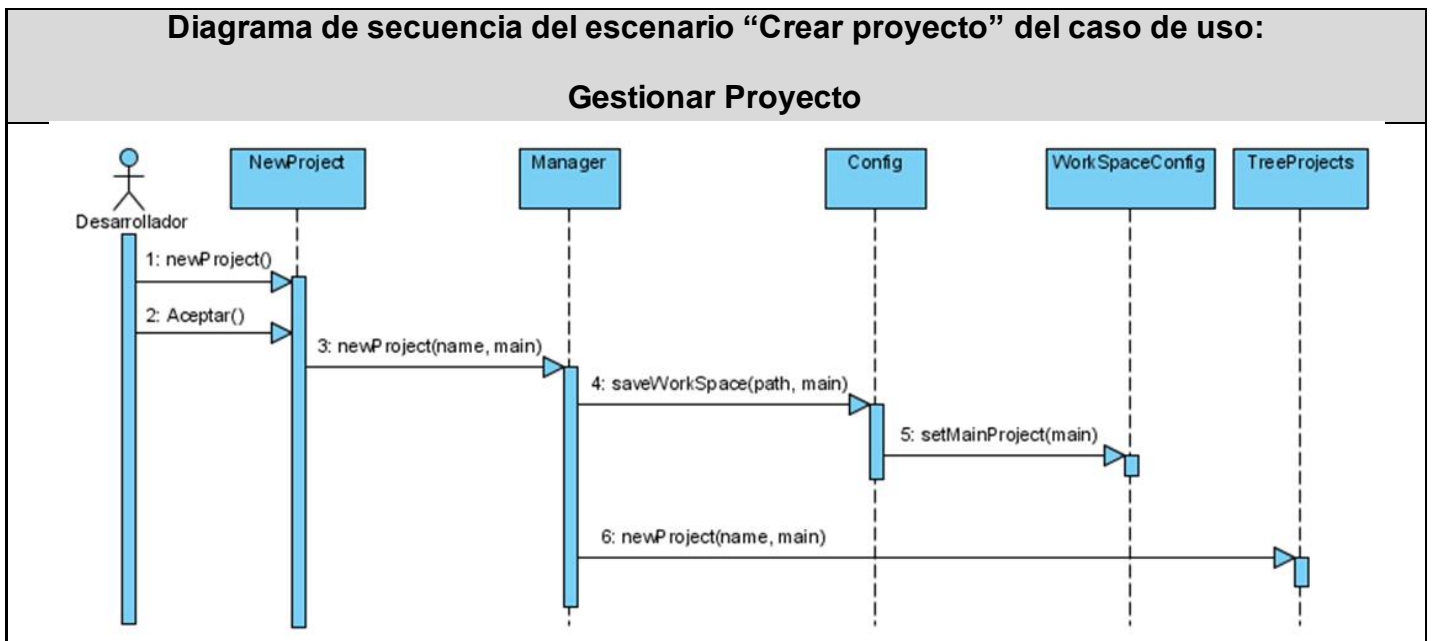 Diagrama de secuencia del escenario “Crear proyecto” del caso de uso:
Gestionar Proyecto
NewProject
Manager
Config
WorkSpaceConfig
TreeProjects
Desarrollador
1: newProject()
2: Aceptar()
3: newProject(name, main)
4: saveWorkSpace(path, main)
5: setMainProject(main)
6: newProject(name, main)